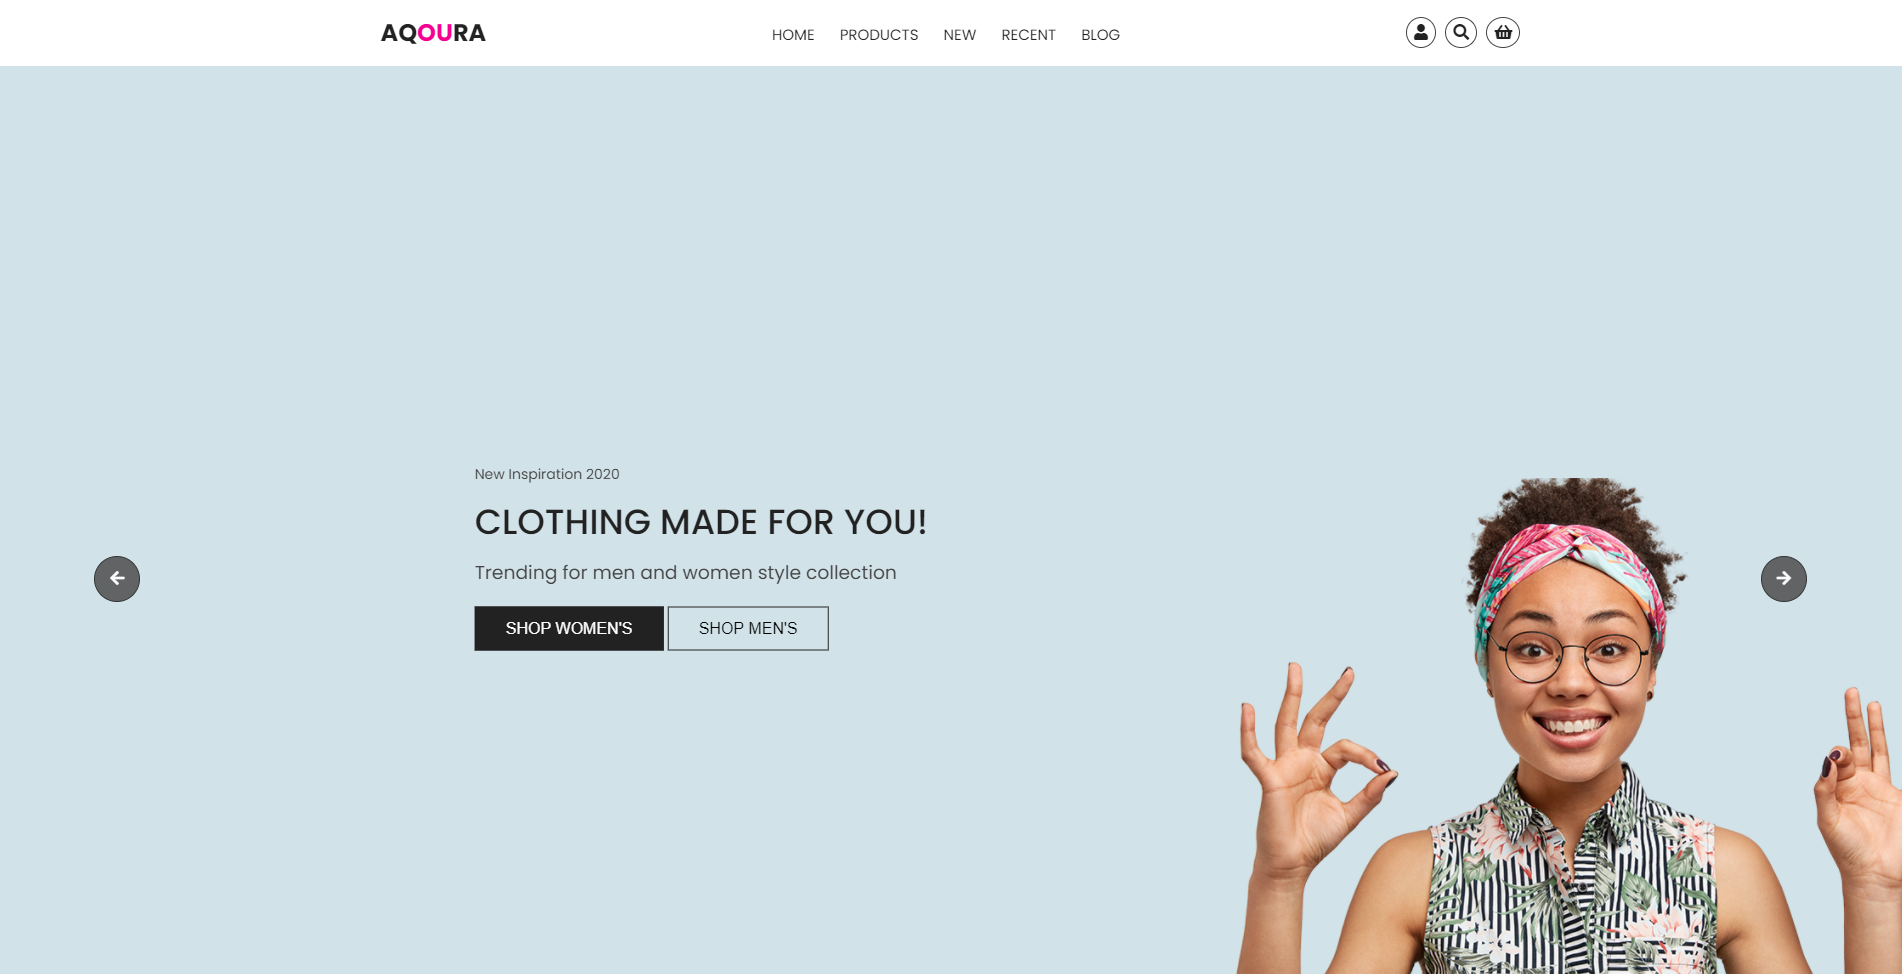 AQOURA
HOME PRODUCTS NEW RECENT BLOG
New Inspiration 2020
CLOTHING MADE FOR YOU!
Trending for men and women style collection
SHOP WOMEN'S SHOP MEN'S